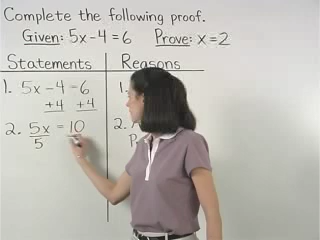 Complete the following proof.
Given: 5x - 4 = 6 Prove: x = 2
Statements Reasons
1. 5x - 4 = 6 1.
+4 +4
2. 5x = 10 2.
5